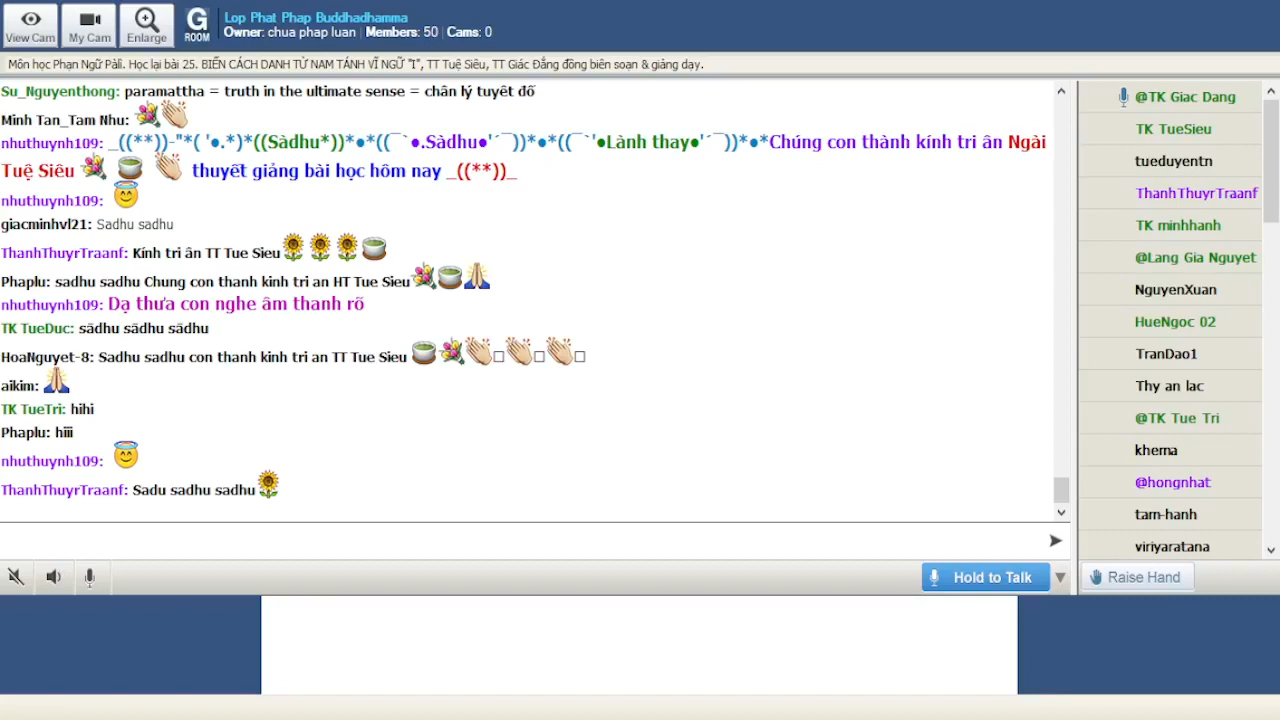 View Cam
My Cam
Enlarge
G
ROOM
Lop Phat Phap Buddhadhamma
Owner: chua phap luan | Members: 50 | Cams: 0
Môn học Phạn Ngữ Pàli. Học lại bài 25. BIẾN CÁCH DANH TỪ NAM TÁNH VĨ NGỮ "I", TT Tuệ Siêu, TT Giác Đẳng đồng biên soạn & giảng dạy.
Su_Nguyenthong: paramattha = truth in the ultimate sense = chân lý tuyêt đố
Minh Tan_Tam Nhu:
nhuthuynh109: _((**))-"*( '●.*)*((Sàdhu*))*●*((¯`●.Sàdhu●'´¯))*●*((¯`'●Lành thay●'´¯))*●*Chúng con thành kính tri ân Ngài
Tuệ Siêu thuyết giảng bài học hôm nay _((**))_
nhuthuynh109:
giacminhvl21: Sadhu sadhu
ThanhThuyrTraanf: Kính tri ân TT Tue Sieu
Phaplu: sadhu sadhu Chung con thanh kinh tri an HT Tue Sieu
nhuthuynh109: Dạ thưa con nghe âm thanh rõ
TK TueDuc: sādhu sādhu sādhu
HoaNguyet-8: Sadhu sadhu con thanh kinh tri an TT Tue Sieu
aikim:
TK TueTri: hihi
Phaplu: hiii
nhuthuynh109:
ThanhThuyrTraanf: Sadu sadhu sadhu
@TK Giac Dang
TK TueSieu
tueduyentn
ThanhThuyrTraanf
TK minhhanh
@Lang Gia Nguyet
NguyenXuan
HueNgoc 02
TranDao1
Thy an lac
@TK Tue Tri
khema
@hongnhat
tam-hanh
viriyaratana
Hold to Talk
Raise Hand